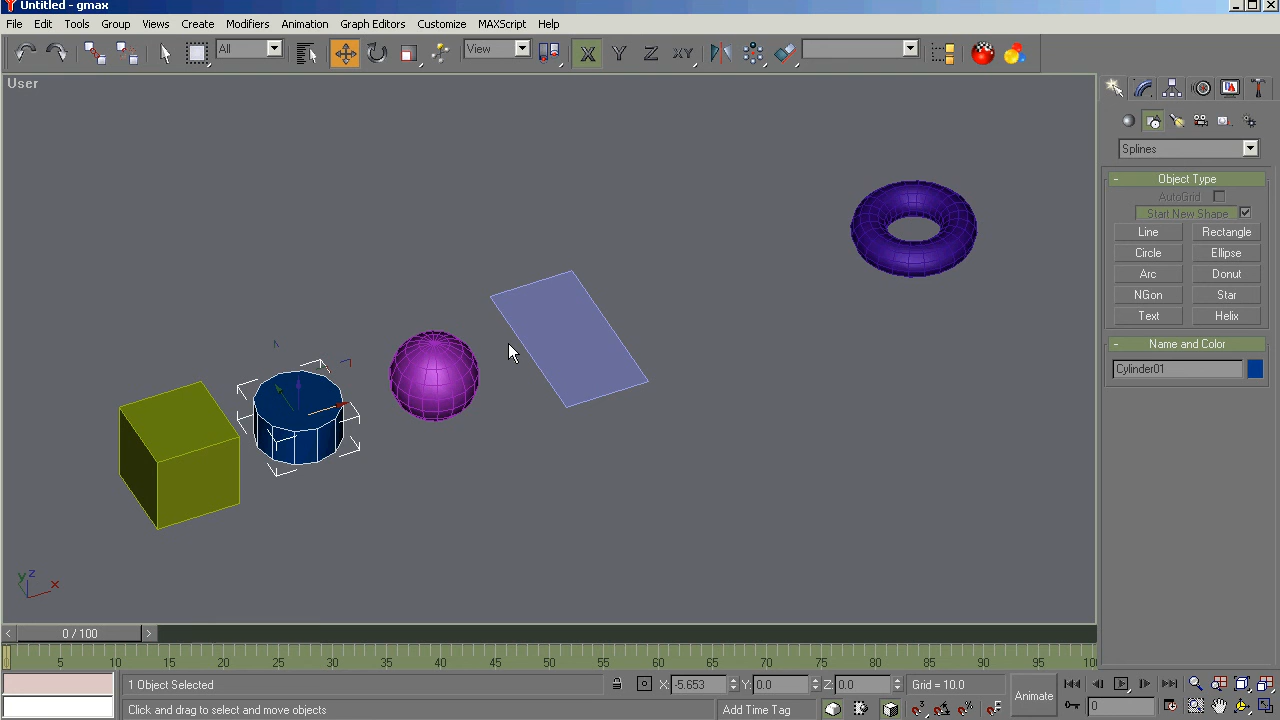 Untitled - gmax
File Edit Tools Group Views Create Modifiers Animation Graph Editors Customize MAXScript Help
All View X Y Z XY
User
Splines
- Object Type
AutoGrid
Start New Shape
Line Rectangle
Circle Ellipse
Arc Donut
NGon Star
Text Helix
- Name and Color
Cylinder01
y z x
< 0 / 100 >
5 10 15 20 25 30 35 40 45 50 55 60 65 70 75 80 85 90 95 100
1 Object Selected X: -5.653 Y: 0.0 Z: 0.0 Grid = 10.0 Animate
Click and drag to select and move objects Add Time Tag 0